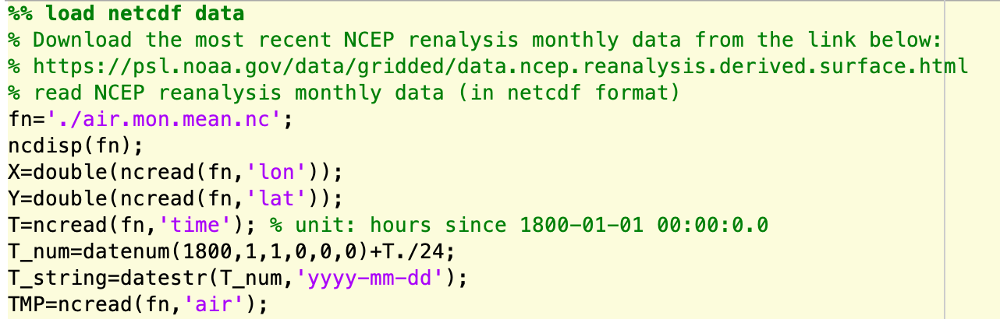 %% load netcdf data
% Download the most recent NCEP renalysis monthly data from the link below:
% https://psl.noaa.gov/data/gridded/data.ncep.reanalysis.derived.surface.html
% read NCEP reanalysis monthly data (in netcdf format)
fn='./air.mon.mean.nc';
ncdisp(fn);
X=double(ncread(fn,'lon'));
Y=double(ncread(fn,'lat'));
T=ncread(fn,'time'); % unit: hours since 1800-01-01 00:00:0.0
T_num=datenum(1800,1,1,0,0,0)+T./24;
T_string=datestr(T_num,'yyyy-mm-dd');
TMP=ncread(fn,'air');